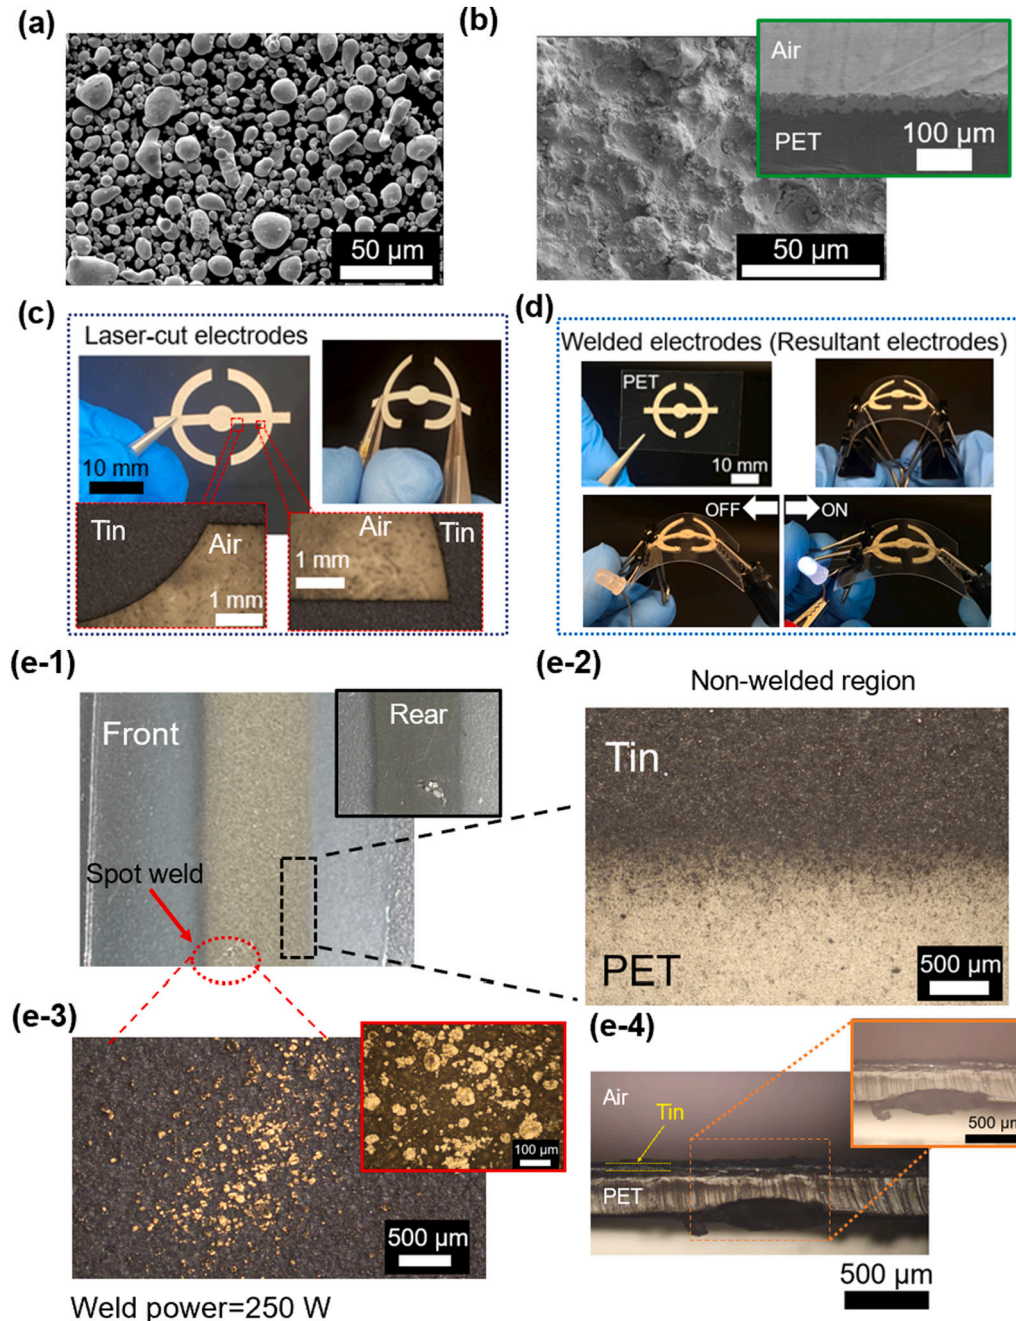 (a)
50 µm
(b)
Air
PET
100 µm
50 µm
(c)
Laser-cut electrodes
10 mm
Tin
Air
1 mm
Air
Tin
1 mm
(d)
Welded electrodes (Resultant electrodes)
PET
10 mm
OFF
ON
(e-1)
Front
Rear
Spot weld
(e-2)
Non-welded region
Tin
PET
500 µm
(e-3)
100 µm
500 µm
Weld power=250 W
(e-4)
Air
Tin
PET
500 µm
500 µm